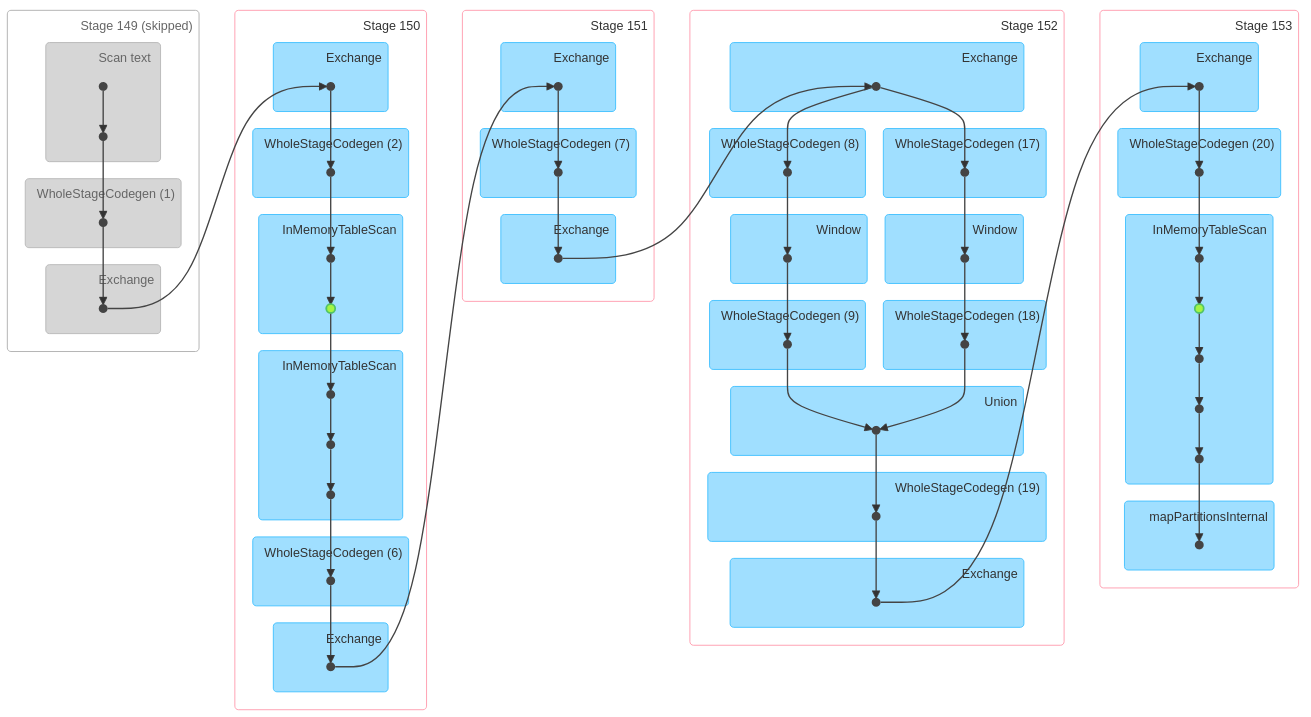 Stage 149 (skipped)
Scan text
WholeStageCodegen (1)
Exchange
Stage 150
Exchange
WholeStageCodegen (2)
InMemoryTableScan
InMemoryTableScan
WholeStageCodegen (6)
Exchange
Stage 151
Exchange
WholeStageCodegen (7)
Exchange
Stage 152
Exchange
WholeStageCodegen (8)
WholeStageCodegen (17)
Window
Window
WholeStageCodegen (9)
WholeStageCodegen (18)
Union
WholeStageCodegen (19)
Exchange
Stage 153
Exchange
WholeStageCodegen (20)
InMemoryTableScan
mapPartitionsInternal